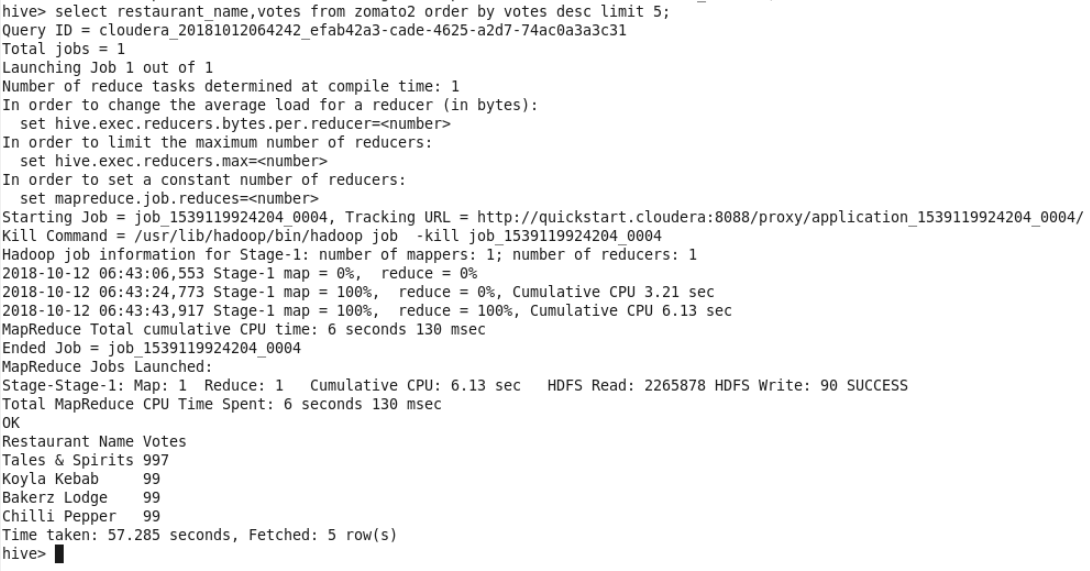 hive> select restaurant_name,votes from zomato2 order by votes desc limit 5;
Query ID = cloudera_20181012064242_efab42a3-cade-4625-a2d7-74ac0a3a3c31
Total jobs = 1
Launching Job 1 out of 1
Number of reduce tasks determined at compile time: 1
In order to change the average load for a reducer (in bytes):
  set hive.exec.reducers.bytes.per.reducer=<number>
In order to limit the maximum number of reducers:
  set hive.exec.reducers.max=<number>
In order to set a constant number of reducers:
  set mapreduce.job.reduces=<number>
Starting Job = job_1539119924204_0004, Tracking URL = http://quickstart.cloudera:8088/proxy/application_1539119924204_0004/
Kill Command = /usr/lib/hadoop/bin/hadoop job  -kill job_1539119924204_0004
Hadoop job information for Stage-1: number of mappers: 1; number of reducers: 1
2018-10-12 06:43:06,553 Stage-1 map = 0%,  reduce = 0%
2018-10-12 06:43:24,773 Stage-1 map = 100%,  reduce = 0%, Cumulative CPU 3.21 sec
2018-10-12 06:43:43,917 Stage-1 map = 100%,  reduce = 100%, Cumulative CPU 6.13 sec
MapReduce Total cumulative CPU time: 6 seconds 130 msec
Ended Job = job_1539119924204_0004
MapReduce Jobs Launched:
Stage-Stage-1: Map: 1  Reduce: 1   Cumulative CPU: 6.13 sec   HDFS Read: 2265878 HDFS Write: 90 SUCCESS
Total MapReduce CPU Time Spent: 6 seconds 130 msec
OK
Restaurant Name Votes
Tales & Spirits 997
Koyla Kebab     99
Bakerz Lodge    99
Chilli Pepper   99
Time taken: 57.285 seconds, Fetched: 5 row(s)
hive>